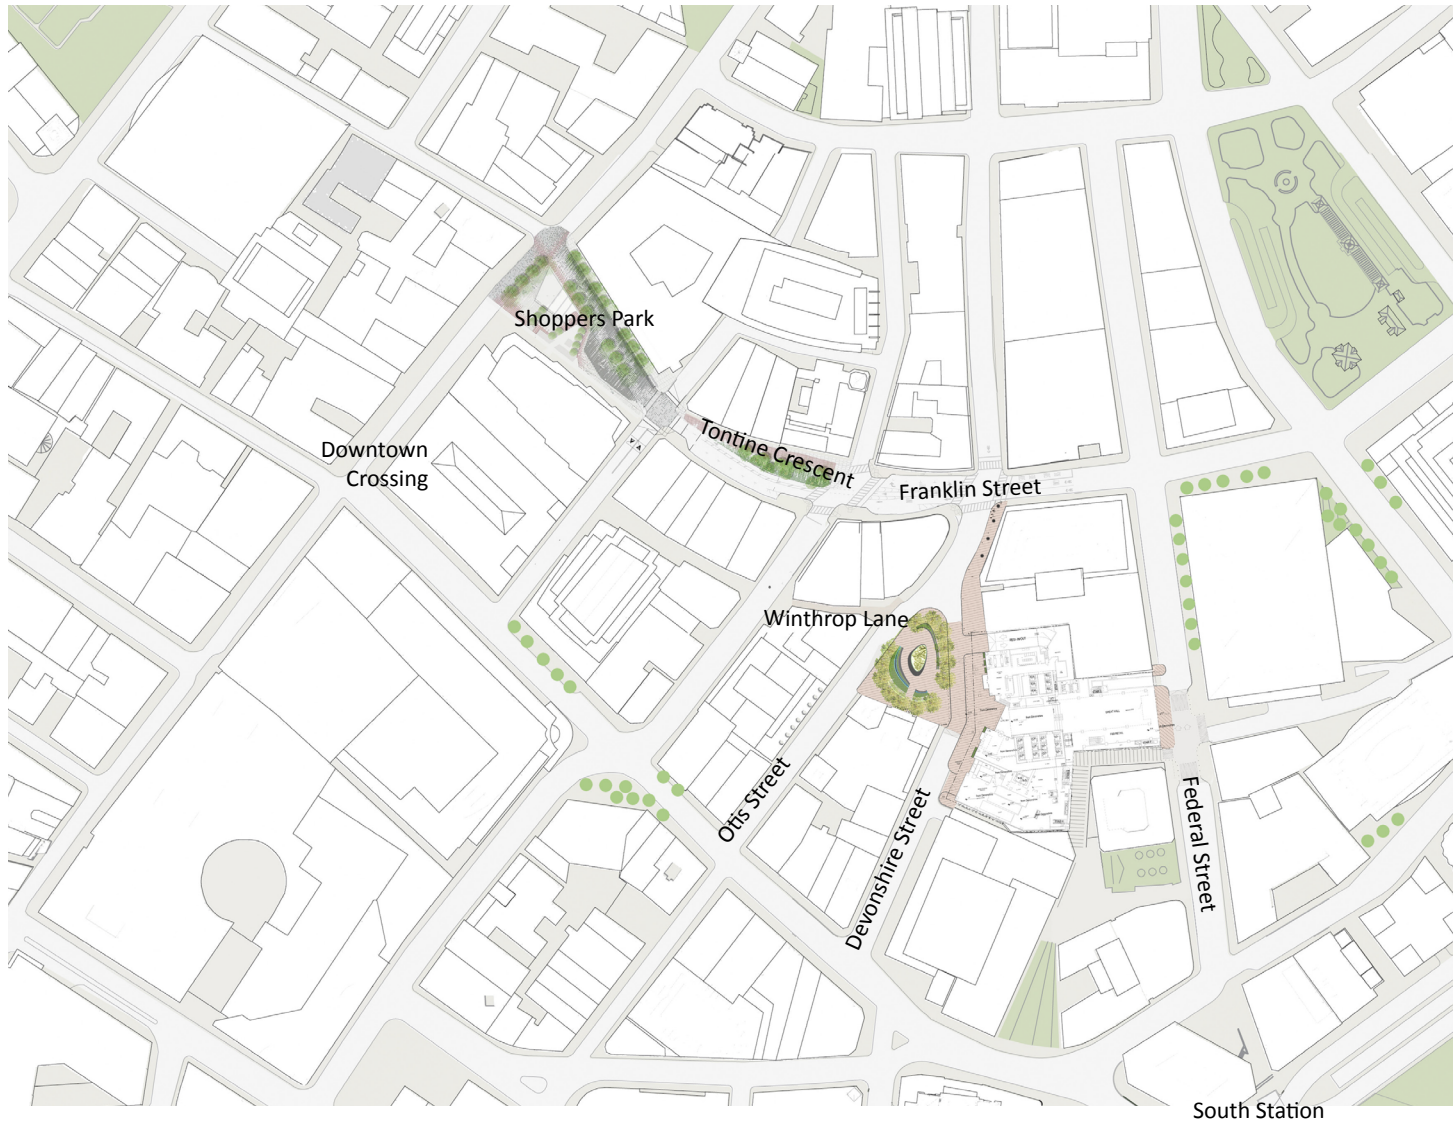 Shoppers Park
Downtown
Crossing
Tontine Crescent
Franklin Street
Winthrop Lane
Otis Street
Devonshire Street
Federal Street
South Station